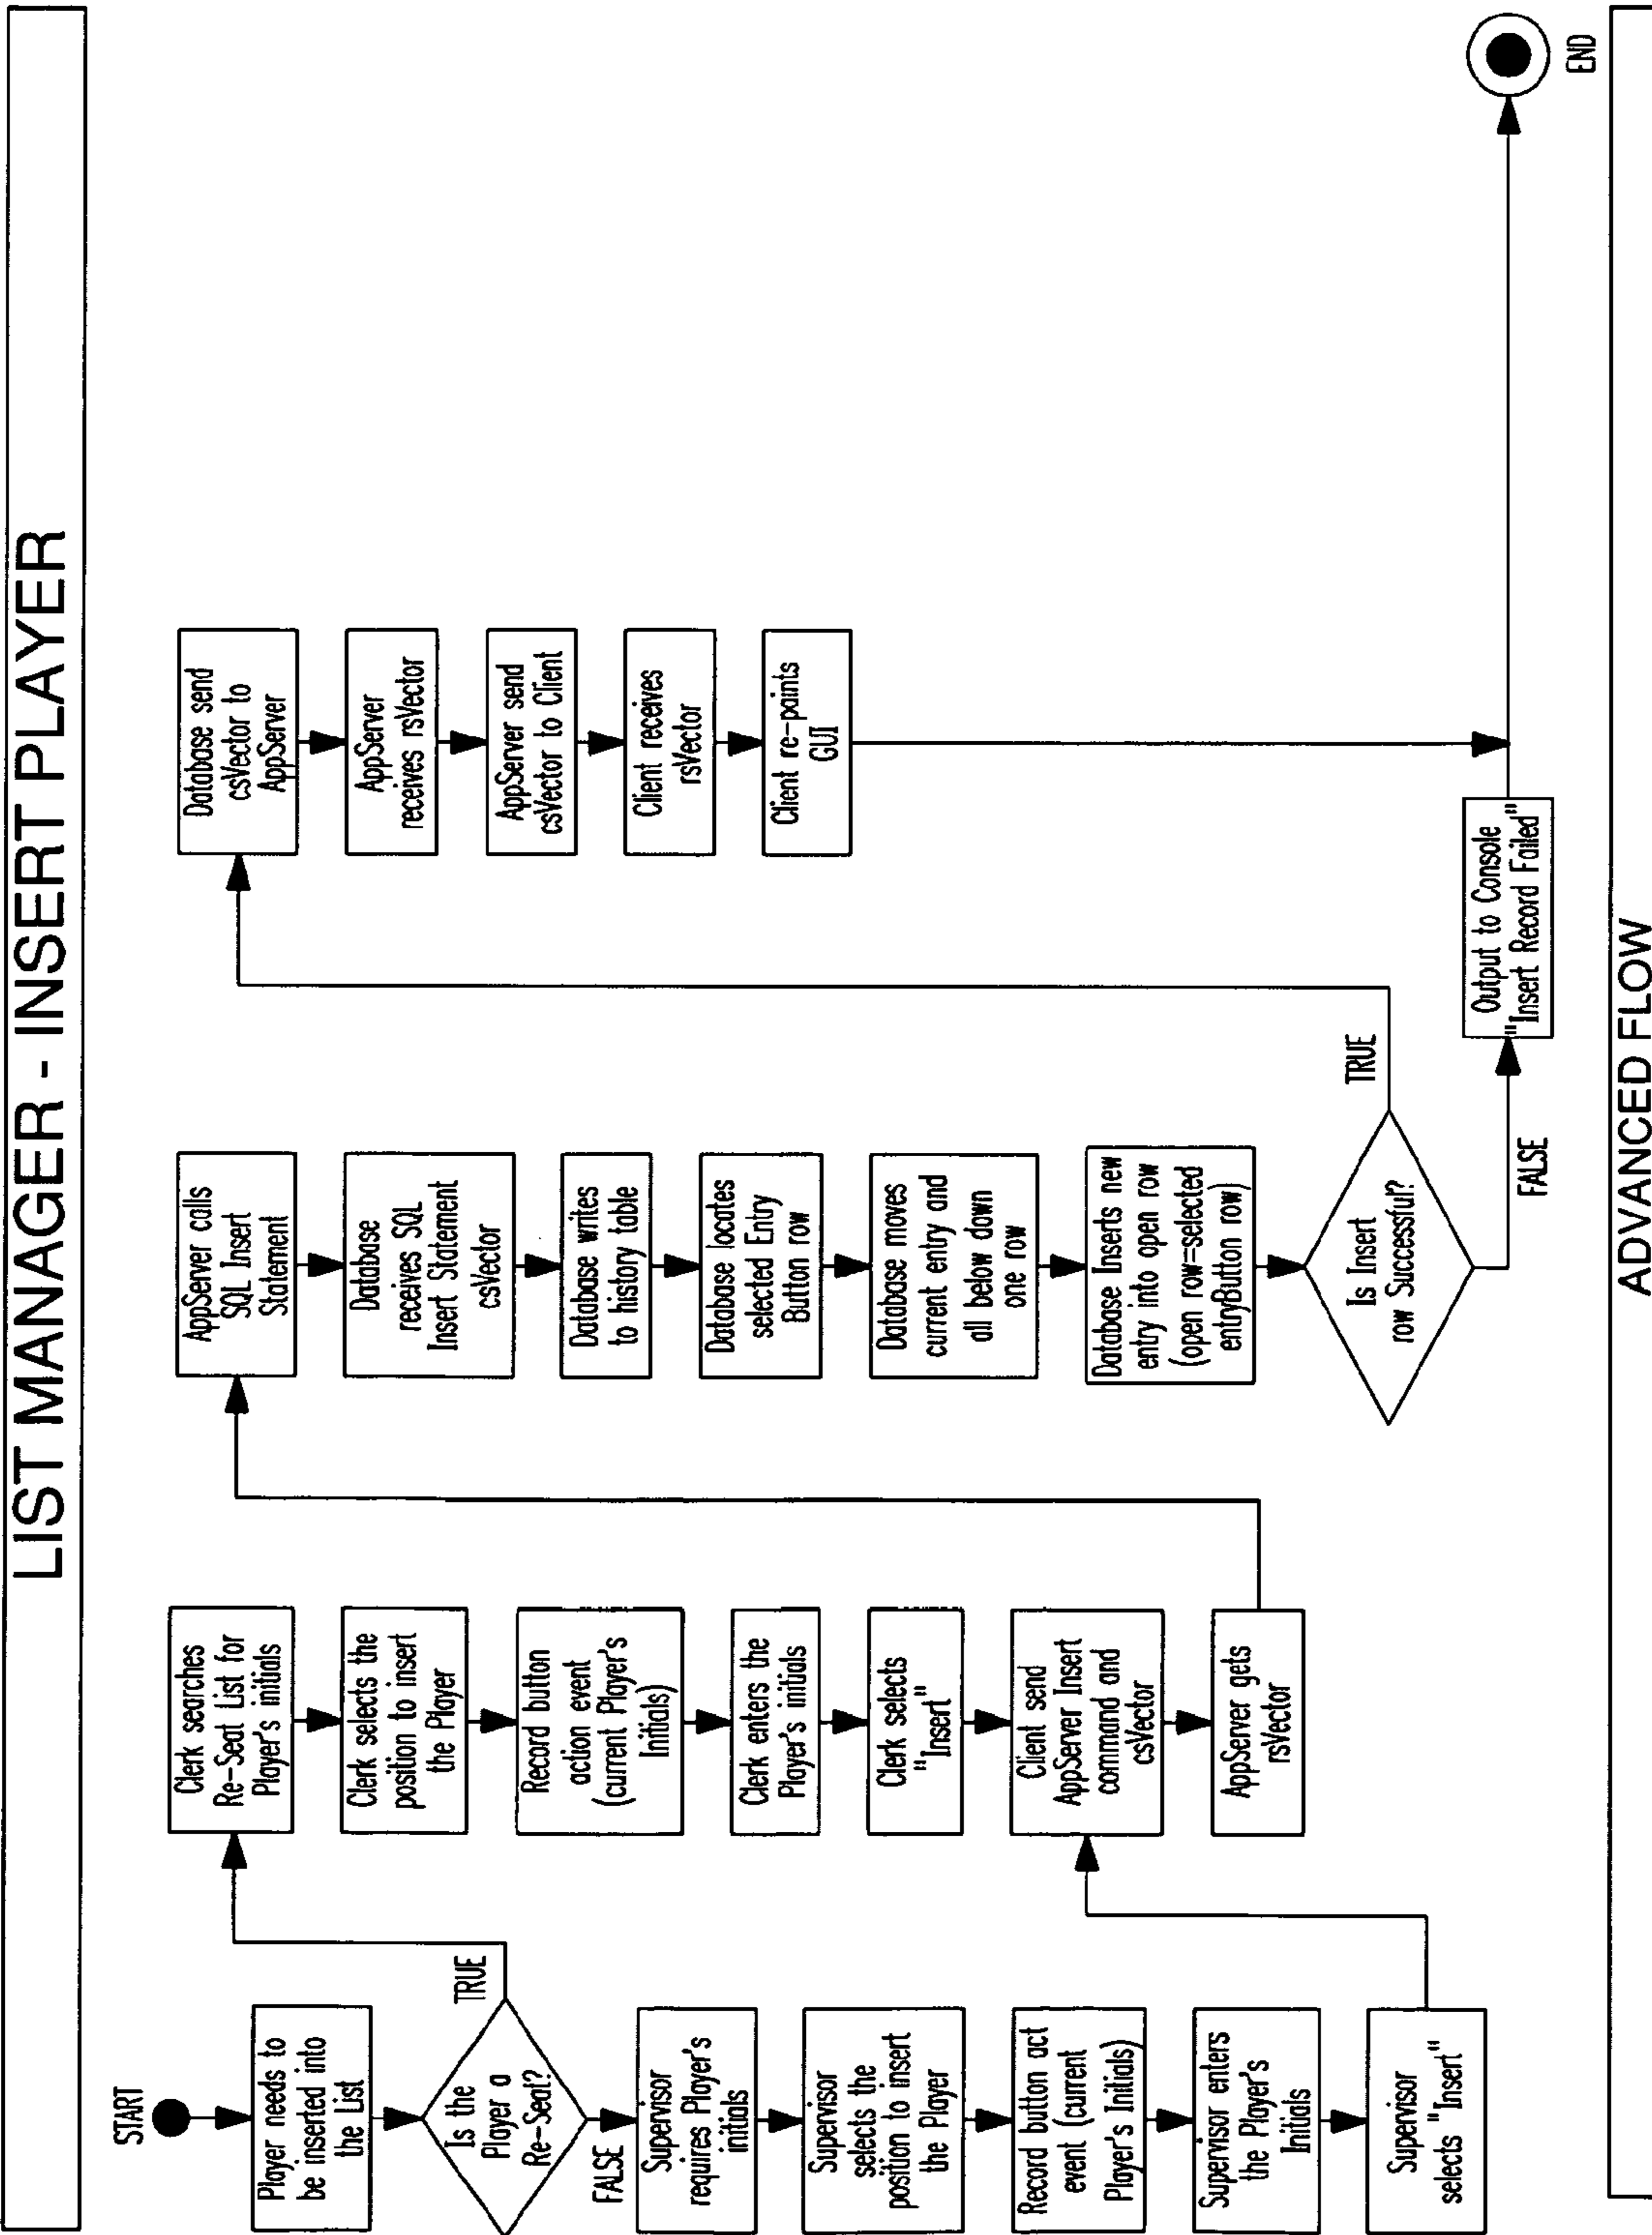 LIST MANAGER - INSERT PLAYER
START
Player needs to
be inserted into
the List
Is the
Player a
Re-Seat?
TRUE
FALSE
Supervisor
requires Player's
initials
Supervisor
selects the
position to insert
the Player
Record button act
event (current
Player's Initials)
Supervisor enters
the Player's
Initials
Supervisor
selects "Insert"
Clerk searches
Re-Seat List for
Player's initials
Clerk selects the
position to insert
the Player
Record button
action event
(current Player's
Initials)
Clerk enters the
Player's initials
Clerk selects
"Insert"
Client send
AppServer Insert
command and
csVector
AppServer gets
rsVector
AppServer calls
SQL Insert
Statement
Database
receives SQL
Insert Statement
csVector
Database writes
to history table
Database locates
selected Entry
Button row
Database moves
current entry and
all below down
one row
Database Inserts new
entry into open row
(open row=selected
entryButton row)
Is Insert
row Successful?
TRUE
FALSE
Database send
csVector to
AppServer
AppServer
receives rsVector
AppServer send
csVector to Client
Client receives
rsVector
Client re-paints
GUI
Output to Console
"Insert Record Failed"
END
ADVANCED FLOW